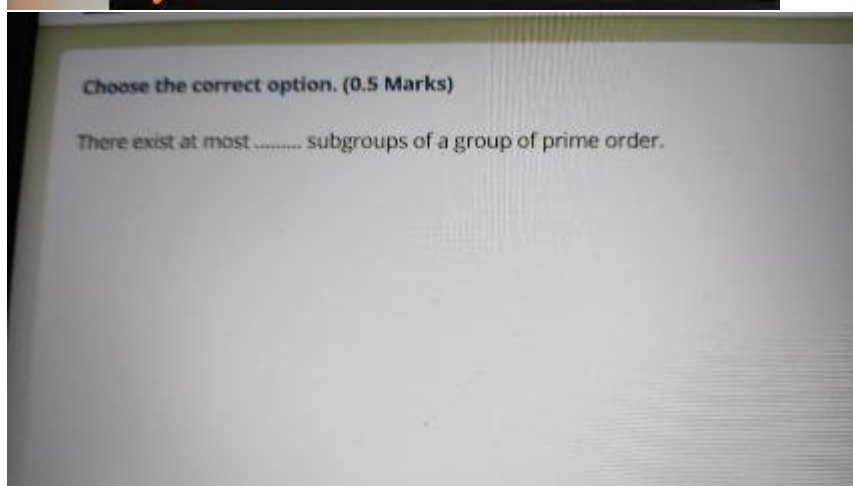 Choose the correct option. (0.5 Marks)
There exist at most ......... subgroups of a group of prime order.